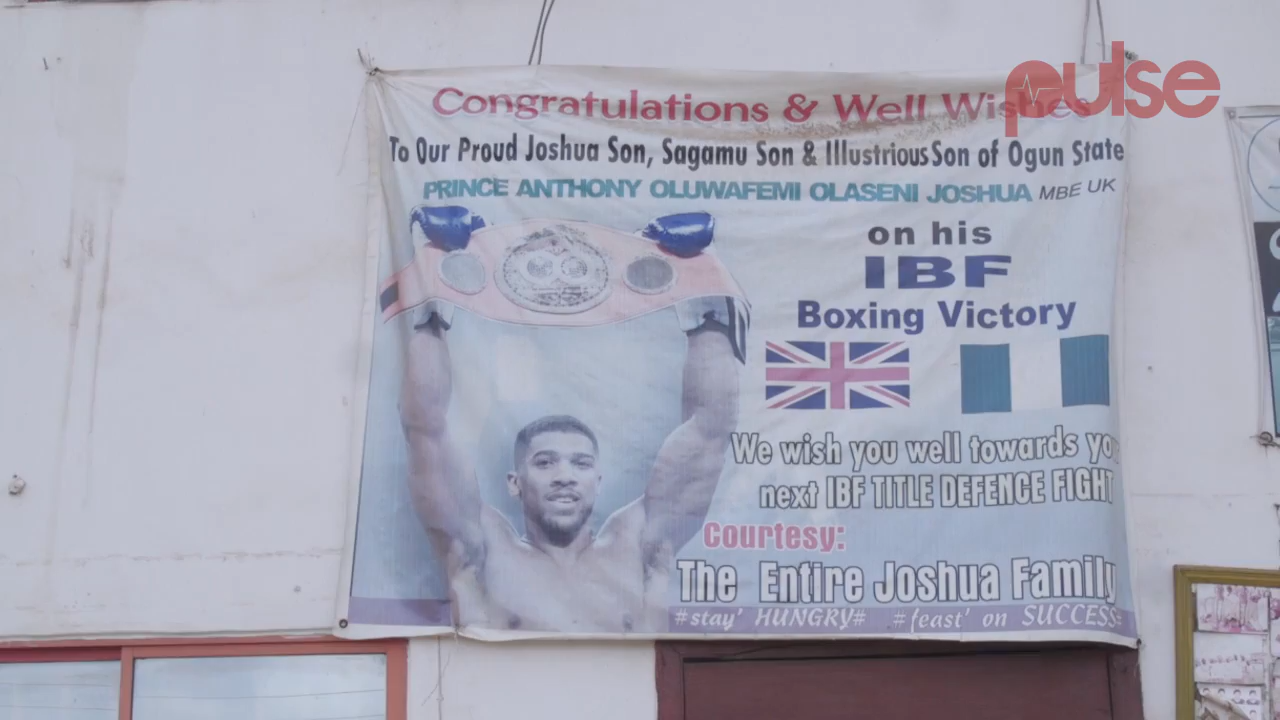 pulse
Congratulations & Well Wishes
To Our Proud Joshua Son, Sagamu Son & Illustrious Son of Ogun State
PRINCE ANTHONY OLUWAFEMI OLASENI JOSHUA MBE UK
on his
IBF
Boxing Victory
We wish you well towards yo
next IBF TITLE DEFENCE FIGHT
Courtesy:
The Entire Joshua Family
#stay' HUNGRY# #feast' on SUCCESS#